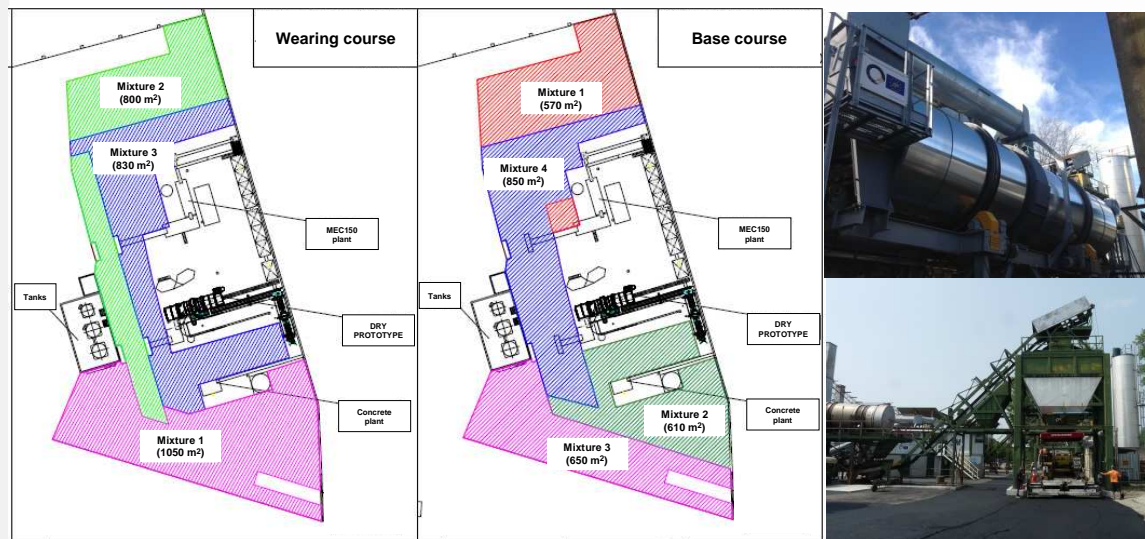 Wearing course
Mixture 2
(800 m²)
Mixture 3
(830 m²)
MEC150
plant
Tanks
DRY
PROTOTYPE
Concrete
plant
Mixture 1
(1050 m²)
Base course
Mixture 1
(570 m²)
Mixture 4
(850 m²)
MEC150
plant
Tanks
DRY
PROTOTYPE
Concrete
plant
Mixture 2
(610 m²)
Mixture 3
(650 m²)